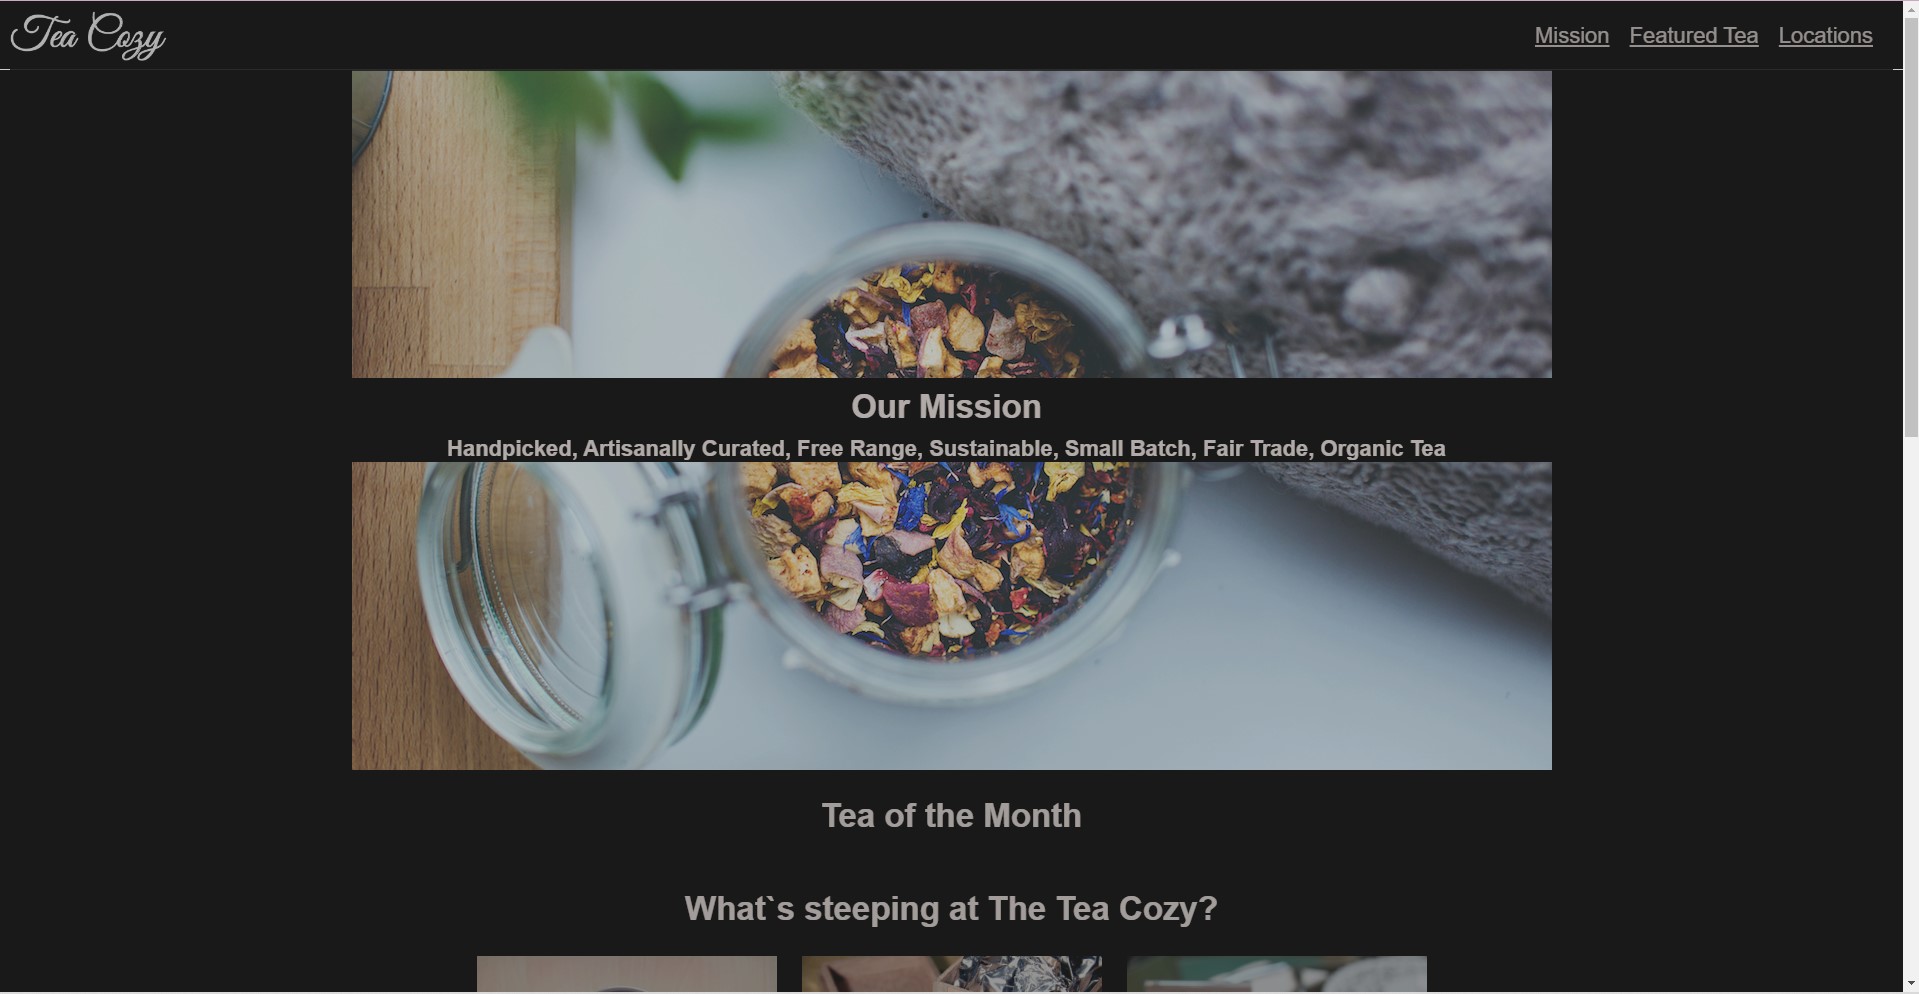 Tea Cozy
Mission Featured Tea Locations
Our Mission
Handpicked, Artisanally Curated, Free Range, Sustainable, Small Batch, Fair Trade, Organic Tea
Tea of the Month
What`s steeping at The Tea Cozy?